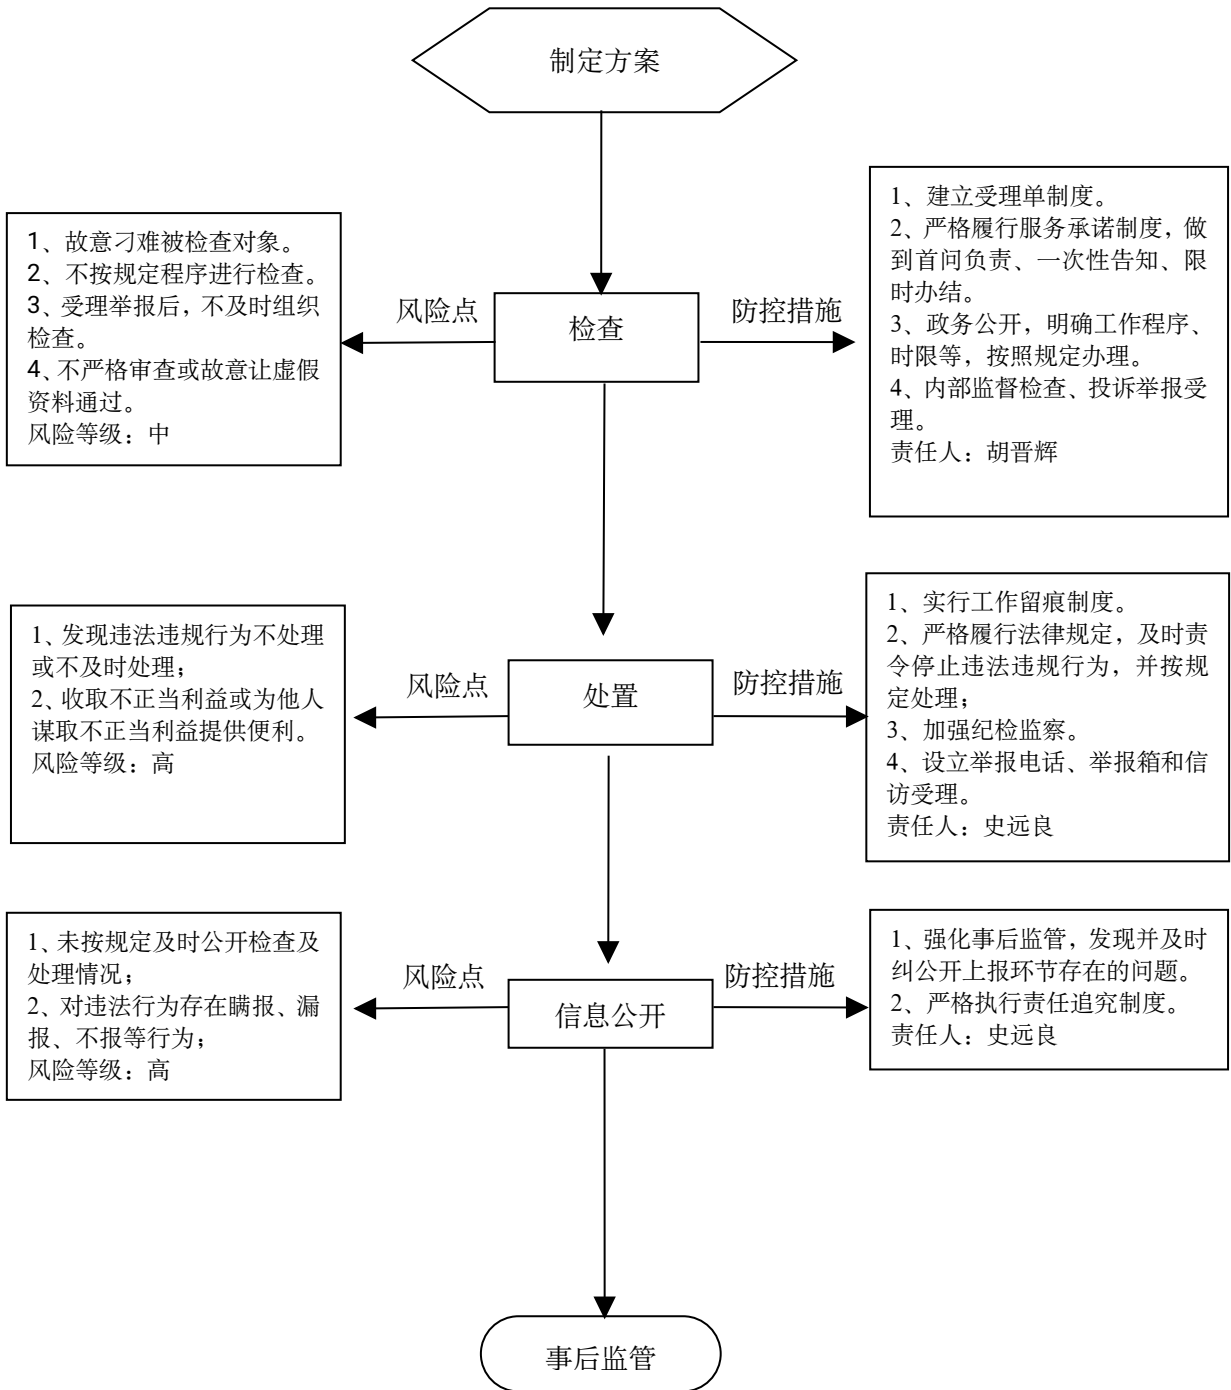 制定方案
1、故意刁难被检查对象。
2、不按规定程序进行检查。
3、受理举报后，不及时组织
检查。
4、不严格审查或故意让虚假
资料通过。
风险等级：中
风险点
检查
防控措施
1、建立受理单制度。
2、严格履行服务承诺制度，做
到首问负责、一次性告知、限
时办结。
3、政务公开，明确工作程序、
时限等，按照规定办理。
4、内部监督检查、投诉举报受
理。
责任人：胡晋辉
1、发现违法违规行为不处理
或不及时处理；
2、收取不正当利益或为他人
谋取不正当利益提供便利。
风险等级：高
风险点
处置
防控措施
1、实行工作留痕制度。
2、严格履行法律规定，及时责
令停止违法违规行为，并按规
定处理；
3、加强纪检监察。
4、设立举报电话、举报箱和信
访受理。
责任人：史远良
1、未按规定及时公开检查及
处理情况；
2、对违法行为存在瞒报、漏
报、不报等行为；
风险等级：高
风险点
信息公开
防控措施
1、强化事后监管，发现并及时
纠公开上报环节存在的问题。
2、严格执行责任追究制度。
责任人：史远良
事后监管